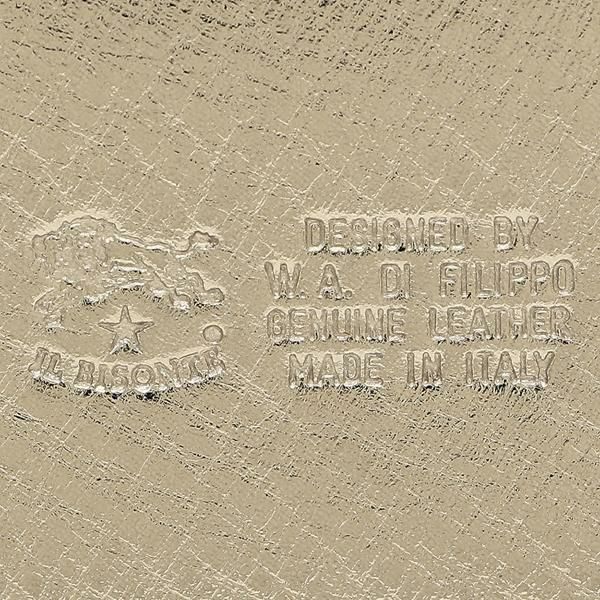 IL BISONTE
DESIGNED BY
W. A. DI FILIPPO
GENUINE LEATHER
MADE IN ITALY